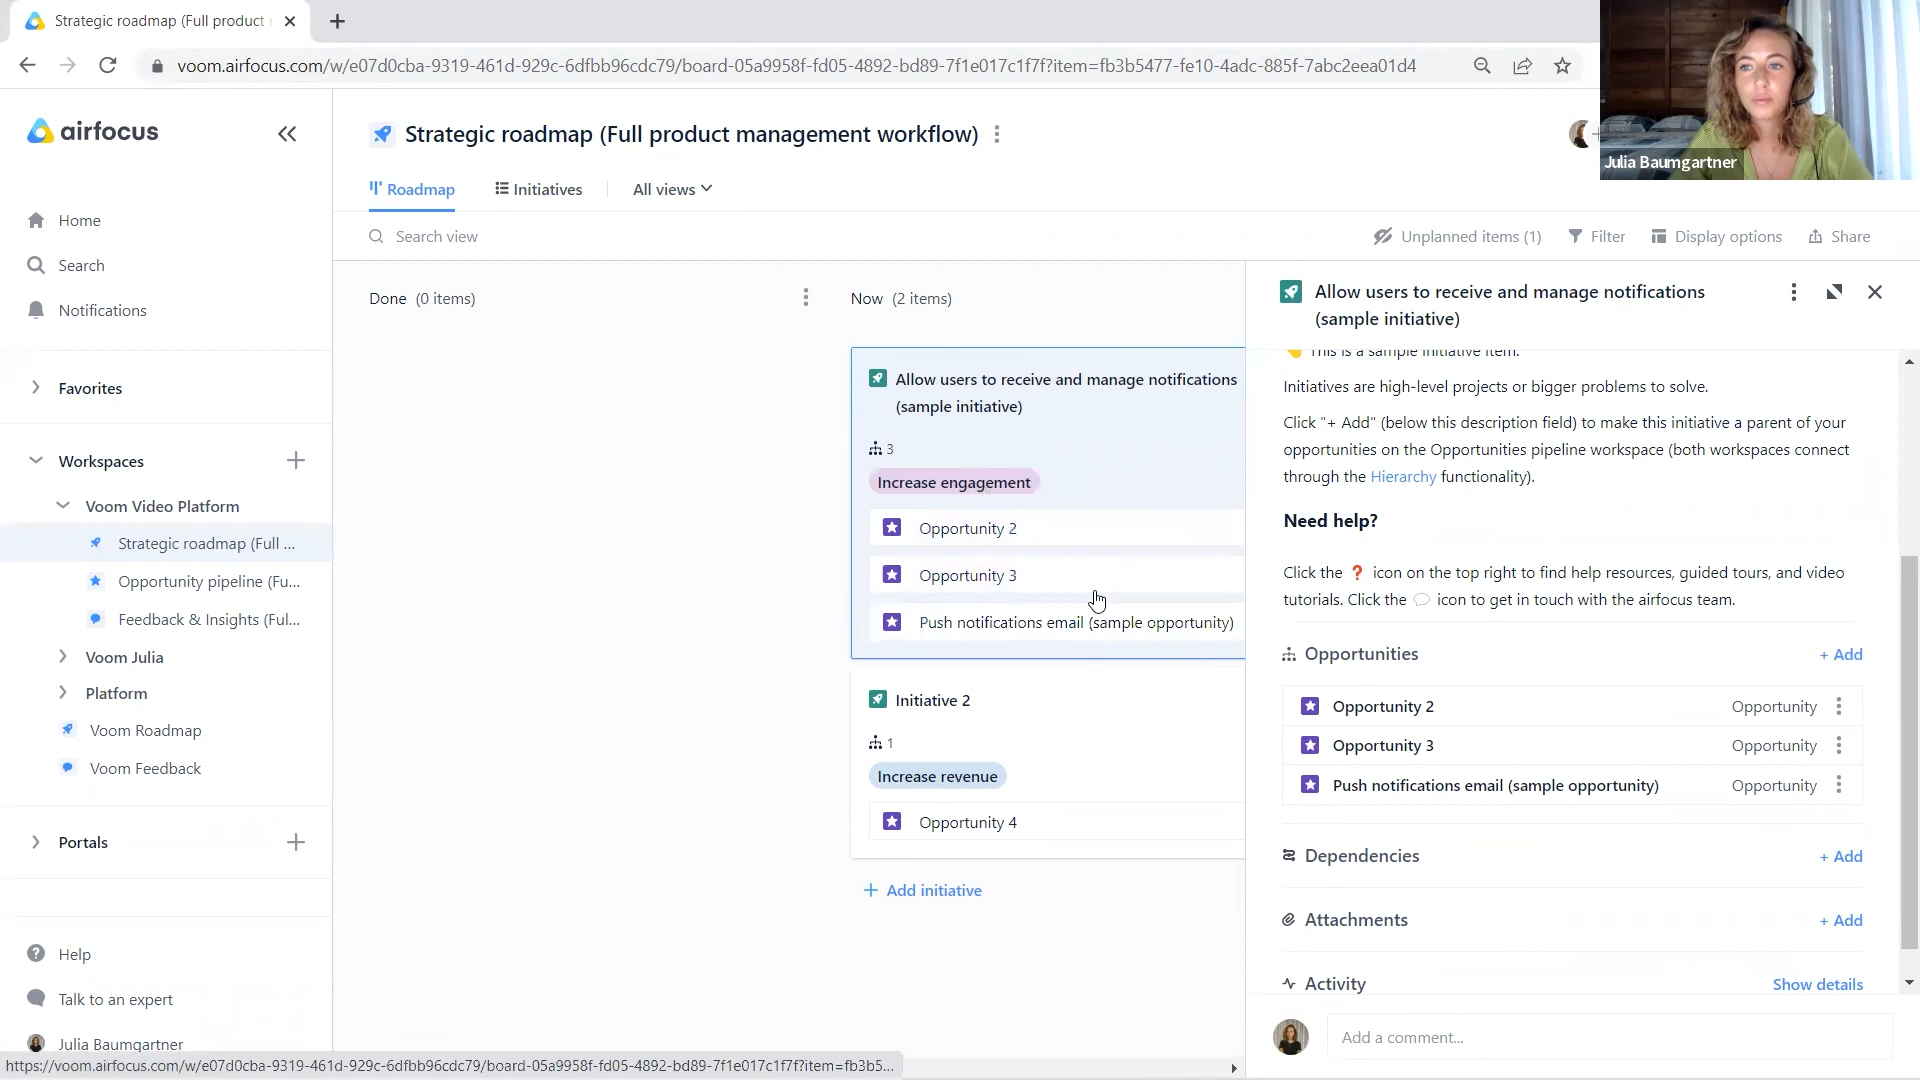 Strategic roadmap (Full product
voom.airfocus.com/w/e07d0cba-9319-461d-929c-6dfbb96cdc79/board-05a9958f-fd05-4892-bd89-7f1e017c1f7f?item=fb3b5477-fe10-4adc-885f-7abc2eea01d4
Julia Baumgartner
airfocus
Home
Search
Notifications
Favorites
Workspaces
Voom Video Platform
Strategic roadmap (Full ...
Opportunity pipeline (Fu...
Feedback & Insights (Ful...
Voom Julia
Platform
Voom Roadmap
Voom Feedback
Portals
Help
Talk to an expert
Julia Baumgartner
Strategic roadmap (Full product management workflow)
Roadmap
Initiatives
All views
Search view
Unplanned items (1)
Filter
Display options
Share
Done (0 items)
Now (2 items)
Allow users to receive and manage notifications
(sample initiative)
3
Increase engagement
Opportunity 2
Opportunity 3
Push notifications email (sample opportunity)
Initiative 2
1
Increase revenue
Opportunity 4
+ Add initiative
Allow users to receive and manage notifications
(sample initiative)
This is a sample initiative item.
Initiatives are high-level projects or bigger problems to solve.
Click "+ Add" (below this description field) to make this initiative a parent of your
opportunities on the Opportunities pipeline workspace (both workspaces connect
through the Hierarchy functionality).
Need help?
Click the ❓ icon on the top right to find help resources, guided tours, and video
tutorials. Click the 💬 icon to get in touch with the airfocus team.
Opportunities
+ Add
Opportunity 2 Opportunity
Opportunity 3 Opportunity
Push notifications email (sample opportunity) Opportunity
Dependencies
+ Add
Attachments
+ Add
Activity
Show details
Add a comment...
https://voom.airfocus.com/w/e07d0cba-9319-461d-929c-6dfbb96cdc79/board-05a9958f-fd05-4892-bd89-7f1e017c1f7f?item=fb3b5...